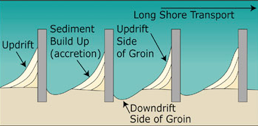 Long Shore Transport
Sediment
Build Up
(accretion)
Updrift
Side
of Groin
Updrift
Downdrift
Side of Groin